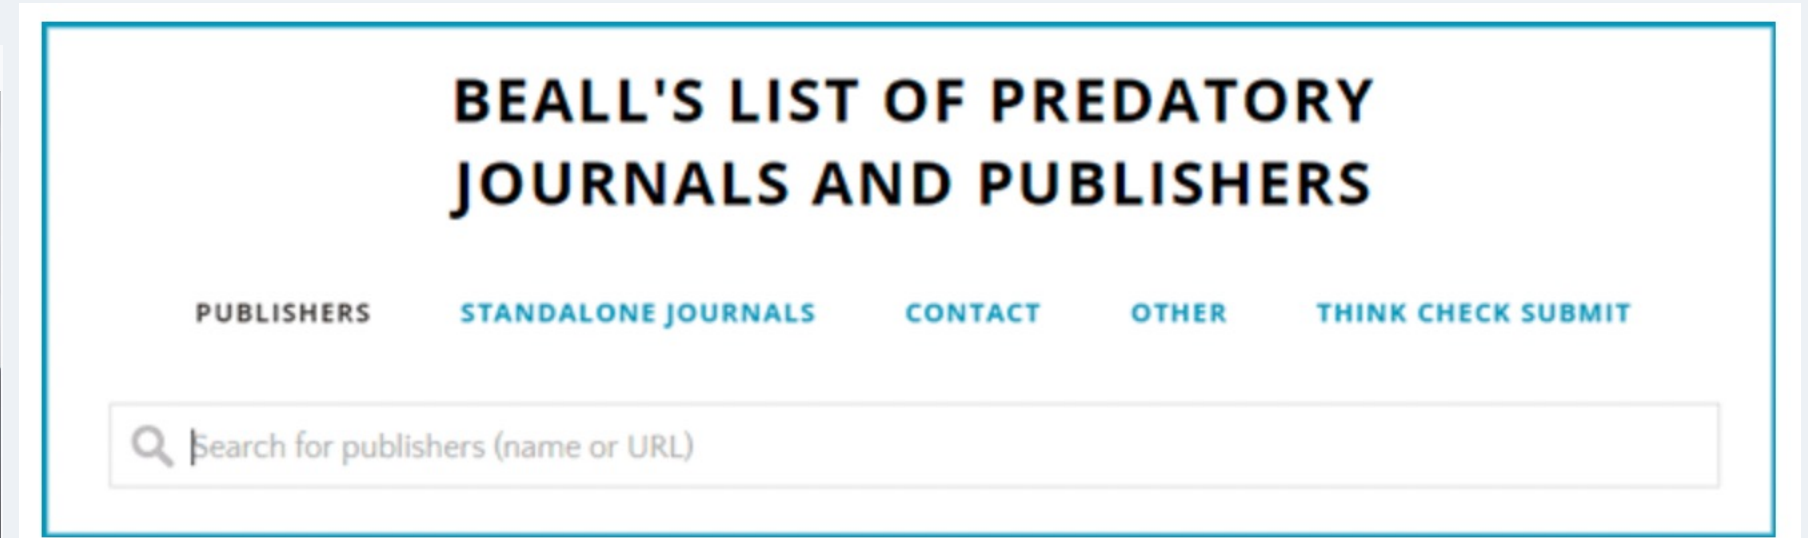 BEALL'S LIST OF PREDATORY
JOURNALS AND PUBLISHERS
PUBLISHERS STANDALONE JOURNALS CONTACT OTHER THINK CHECK SUBMIT
Search for publishers (name or URL)